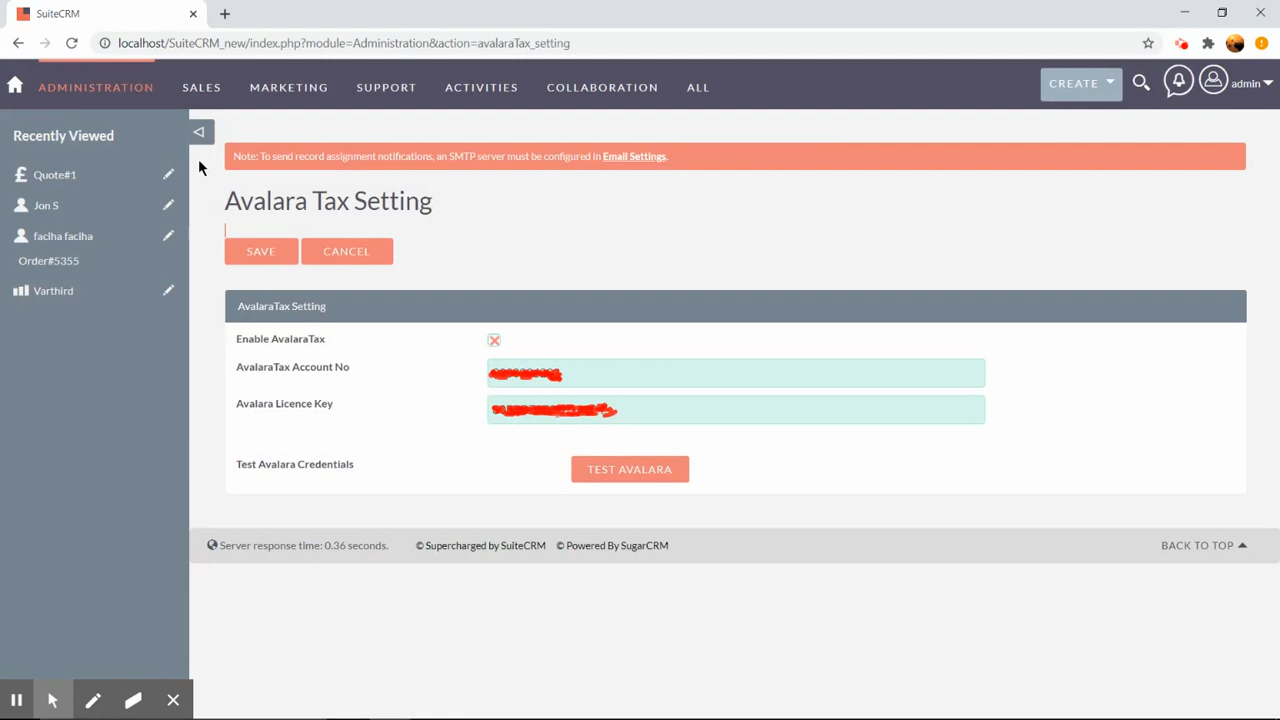 SuiteCRM
localhost/SuiteCRM_new/index.php?module=Administration&action=avalaraTax_setting
ADMINISTRATION SALES MARKETING SUPPORT ACTIVITIES COLLABORATION ALL CREATE admin
Recently Viewed
Quote#1
Jon S
faciha faciha
Order#5355
Varthird
Note: To send record assignment notifications, an SMTP server must be configured in Email Settings.
Avalara Tax Setting
SAVE CANCEL
AvalaraTax Setting
Enable AvalaraTax
AvalaraTax Account No
Avalara Licence Key
Test Avalara Credentials TEST AVALARA
Server response time: 0.36 seconds. © Supercharged by SuiteCRM © Powered By SugarCRM BACK TO TOP